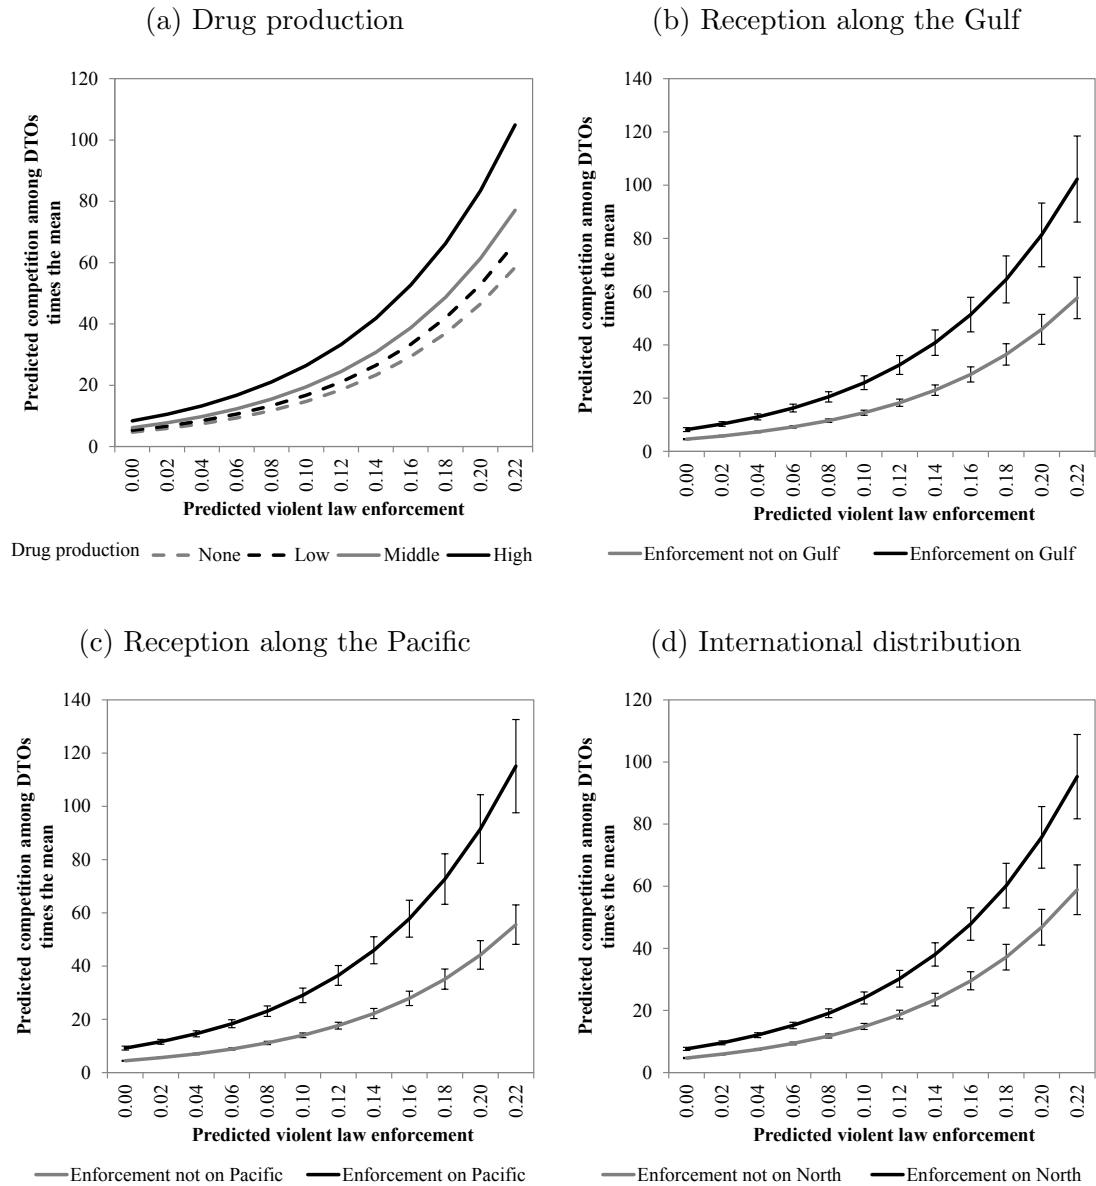 (a) Drug production
120
100
80
60
40
20
0
Predicted competition among DTOs
times the mean
0.00 0.02 0.04 0.06 0.08 0.10 0.12 0.14 0.16 0.18 0.20 0.22
Predicted violent law enforcement
Drug production None Low Middle High
(b) Reception along the Gulf
140
120
100
80
60
40
20
0
Predicted competition among DTOs
times the mean
0.00 0.02 0.04 0.06 0.08 0.10 0.12 0.14 0.16 0.18 0.20 0.22
Predicted violent law enforcement
Enforcement not on Gulf Enforcement on Gulf
(c) Reception along the Pacific
140
120
100
80
60
40
20
0
Predicted competition among DTOs
times the mean
0.00 0.02 0.04 0.06 0.08 0.10 0.12 0.14 0.16 0.18 0.20 0.22
Predicted violent law enforcement
Enforcement not on Pacific Enforcement on Pacific
(d) International distribution
120
100
80
60
40
20
0
Predicted competition among DTOs
times the mean
0.00 0.02 0.04 0.06 0.08 0.10 0.12 0.14 0.16 0.18 0.20 0.22
Predicted violent law enforcement
Enforcement not on North Enforcement on North